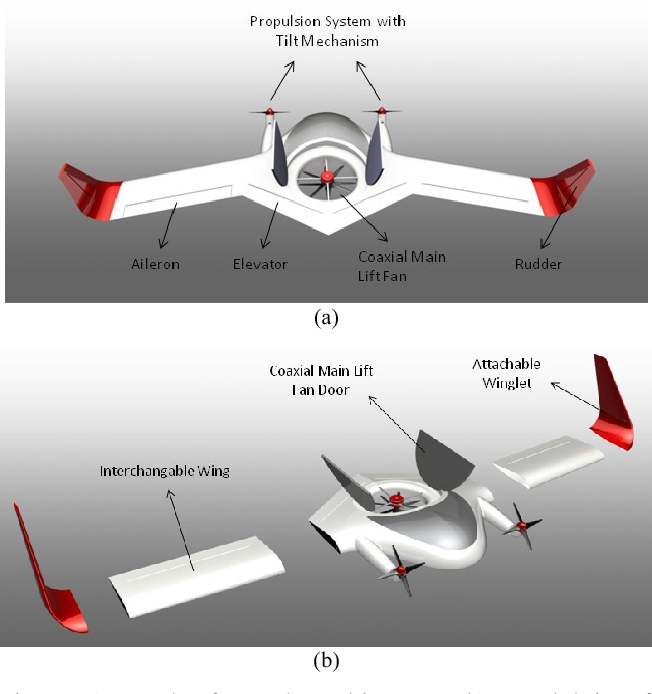 Propulsion System with
Tilt Mechanism
Aileron
Elevator
Coaxial Main
Lift Fan
Rudder
(a)
Coaxial Main Lift
Fan Door
Attachable
Winglet
Interchangable Wing
(b)